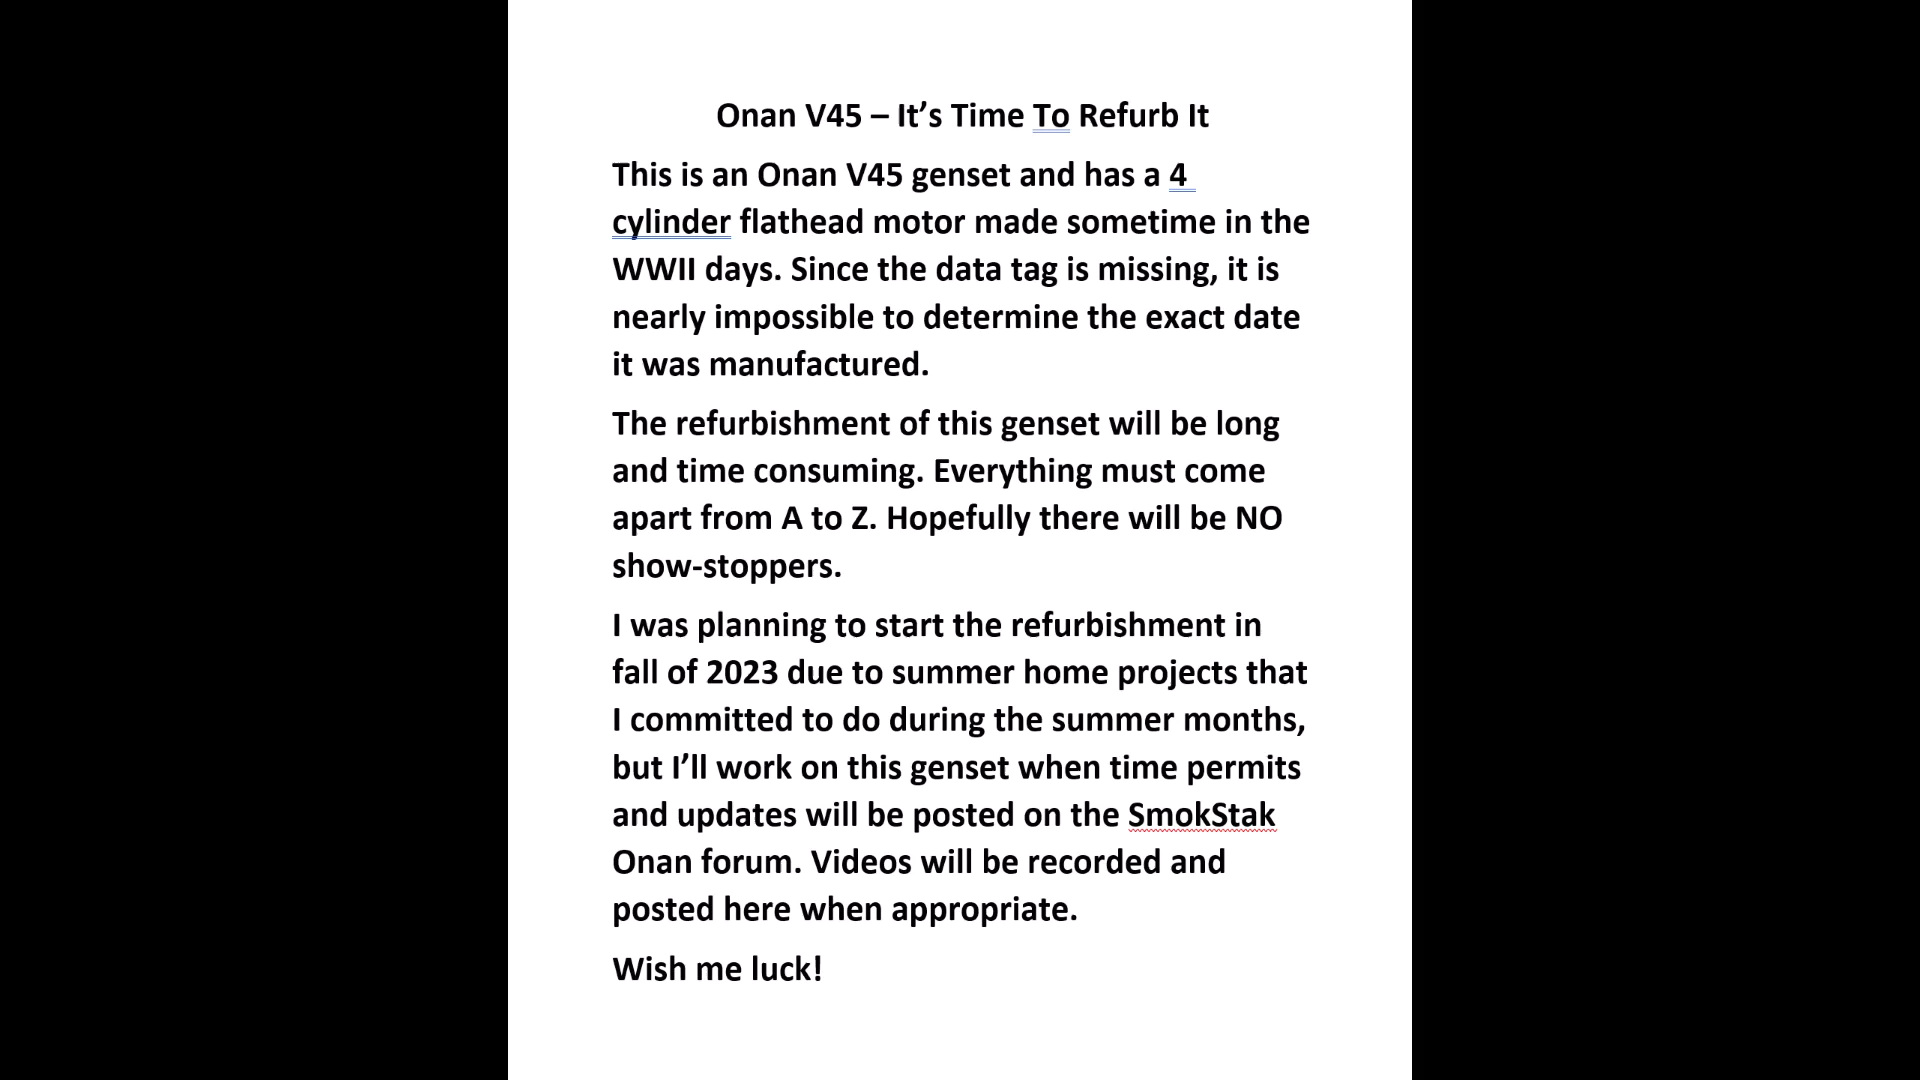 Onan V45 – It’s Time To Refurb It
This is an Onan V45 genset and has a 4
cylinder flathead motor made sometime in the
WWII days. Since the data tag is missing, it is
nearly impossible to determine the exact date
it was manufactured.
The refurbishment of this genset will be long
and time consuming. Everything must come
apart from A to Z. Hopefully there will be NO
show-stoppers.
I was planning to start the refurbishment in
fall of 2023 due to summer home projects that
I committed to do during the summer months,
but I’ll work on this genset when time permits
and updates will be posted on the SmokStak
Onan forum. Videos will be recorded and
posted here when appropriate.
Wish me luck!